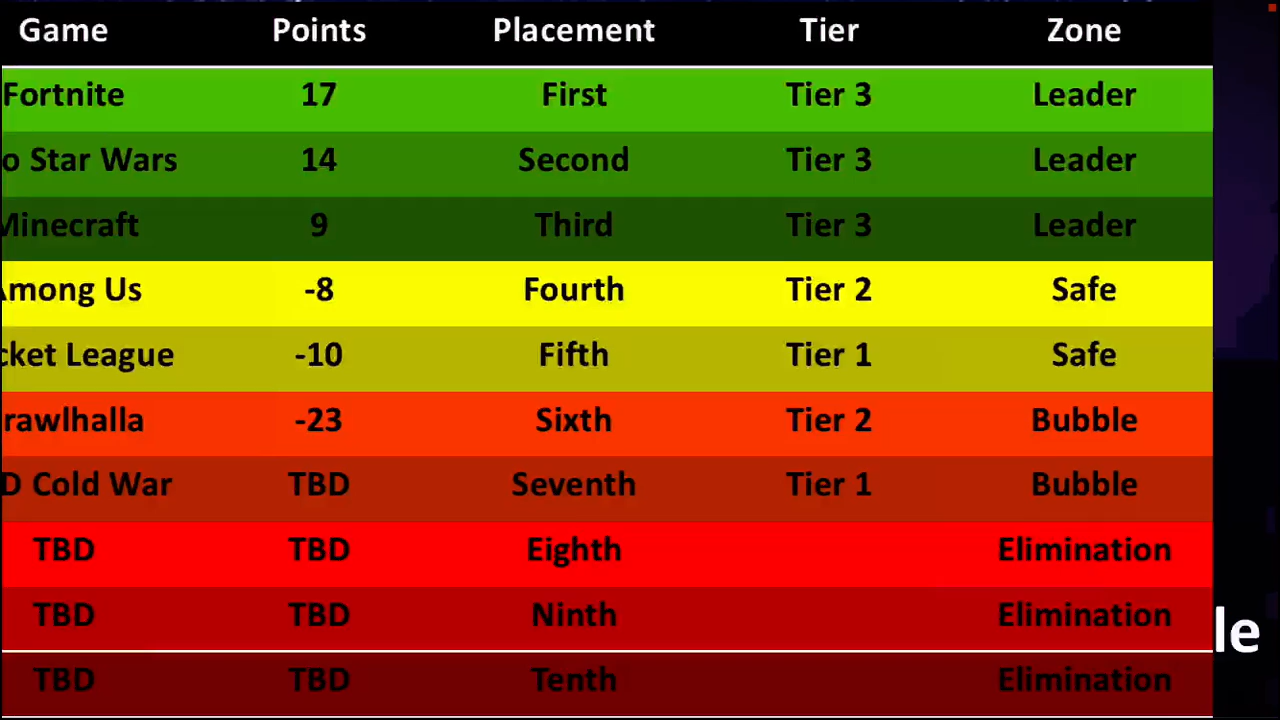 Game Points Placement Tier Zone
Fortnite 17 First Tier 3 Leader
o Star Wars 14 Second Tier 3 Leader
Minecraft 9 Third Tier 3 Leader
Among Us -8 Fourth Tier 2 Safe
cket League -10 Fifth Tier 1 Safe
rawlhalla -23 Sixth Tier 2 Bubble
D Cold War TBD Seventh Tier 1 Bubble
TBD TBD Eighth Elimination
TBD TBD Ninth Elimination
le
TBD TBD Tenth Elimination